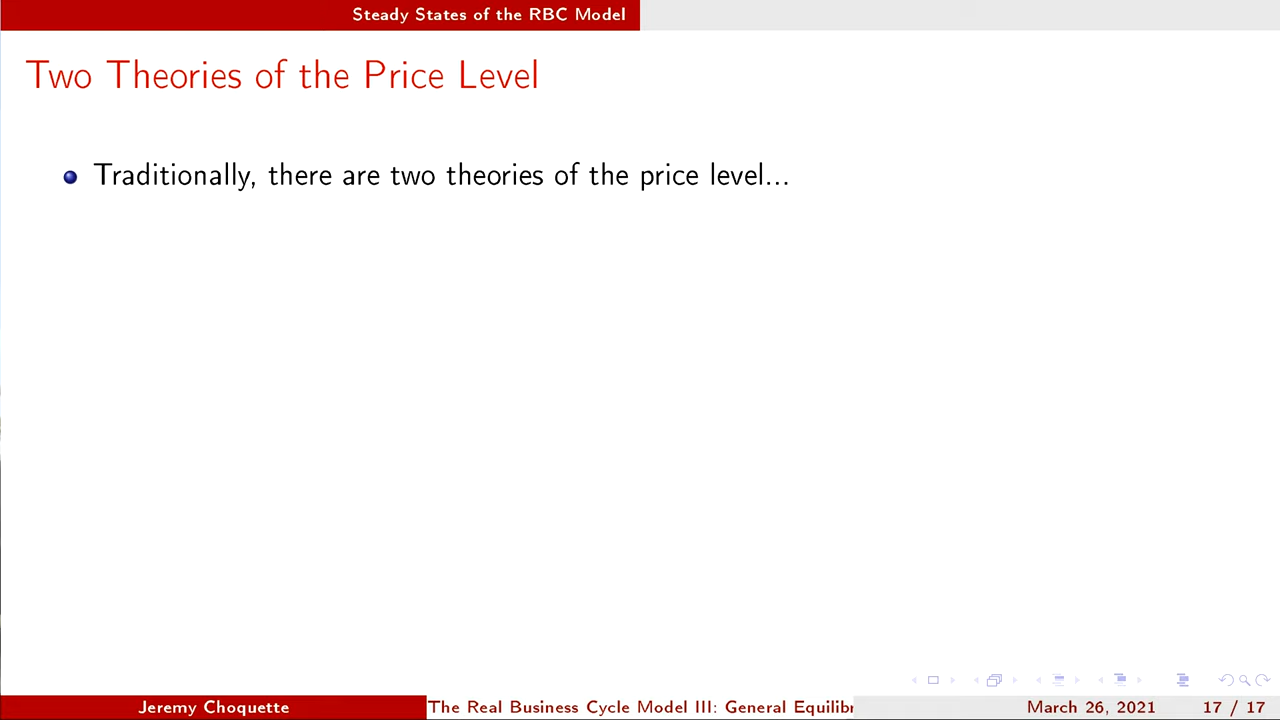 Steady States of the RBC Model
Two Theories of the Price Level
Traditionally, there are two theories of the price level...
Jeremy Choquette
The Real Business Cycle Model III: General Equilibr
March 26, 2021
17 / 17